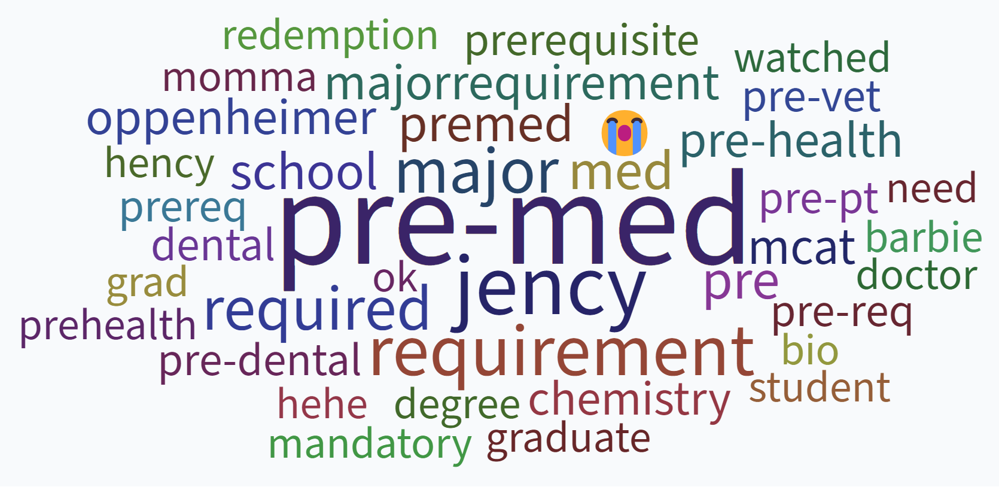 redemption
prerequisite
watched
momma
majorrequirement
pre-vet
oppenheimer
premed
😭
pre-health
hency
school
major
med
pre-pt
need
prereq
pre-med
dental
mcat
barbie
grad
ok
jency
pre
doctor
prehealth
required
pre-req
pre-dental
requirement
bio
hehe
degree
chemistry
student
mandatory
graduate